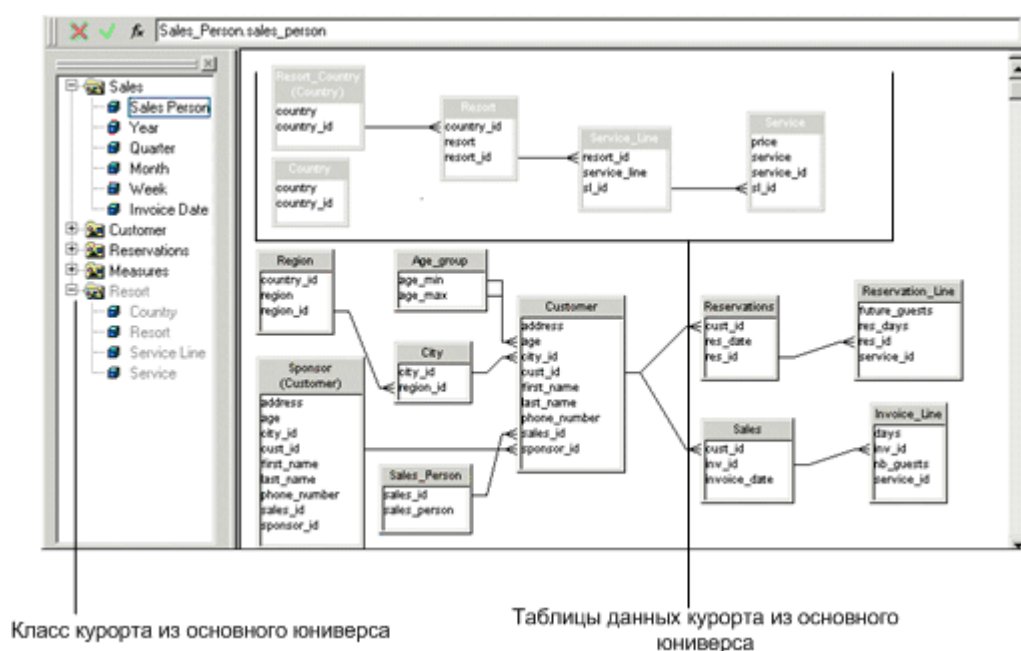 Sales_Person.sales_person
Sales
Sales Person
Year
Quarter
Month
Week
Invoice Date
Customer
Reservations
Measures
Resort
Country
Resort
Service Line
Service
Resort_Country
(Country)
country
country_id
Country
country
country_id
Resort
country_id
resort
resort_id
Service_Line
resort_id
service_line
sl_id
Service
price
service
service_id
sl_id
Region
country_id
region
region_id
Age_group
age_min
age_max
City
city_id
region_id
Customer
address
age
city_id
cust_id
first_name
last_name
phone_number
sales_id
sponsor_id
Sponsor
(Customer)
address
age
city_id
cust_id
first_name
last_name
phone_number
sales_id
sponsor_id
Sales_Person
sales_id
sales_person
Reservations
cust_id
res_date
res_id
Reservation_Line
future_guests
res_days
res_id
service_id
Sales
cust_id
inv_id
invoice_date
Invoice_Line
days
inv_id
nb_guests
service_id
Класс курорта из основного юниверса
Таблицы данных курорта из основного
юниверса